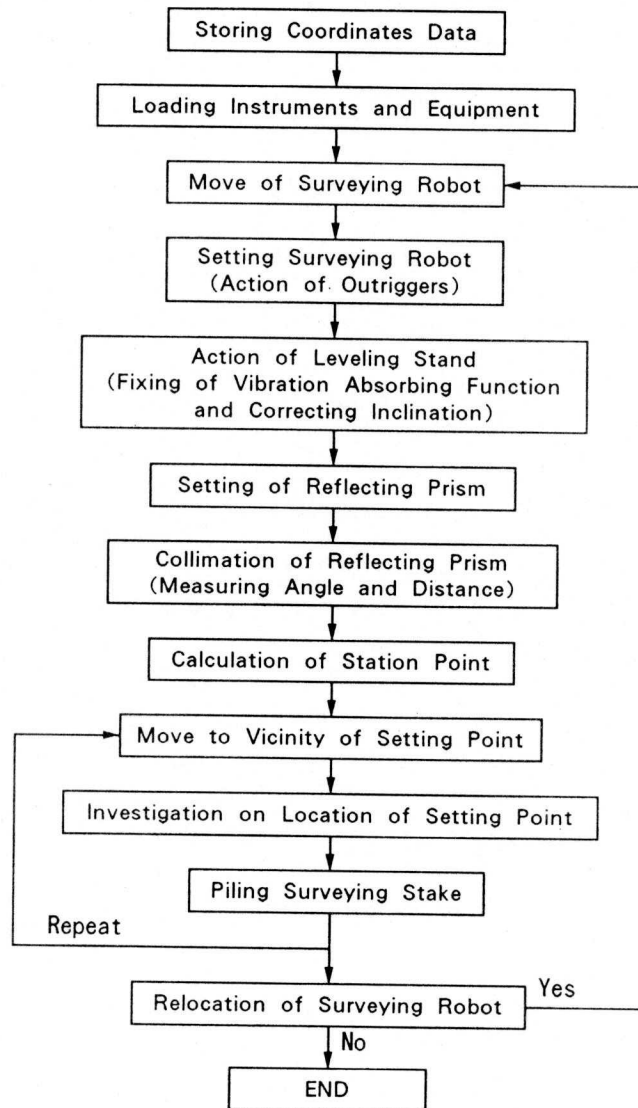 Storing Coordinates Data
Loading Instruments and Equipment
Move of Surveying Robot
Setting Surveying Robot
(Action of Outriggers)
Action of Leveling Stand
(Fixing of Vibration Absorbing Function
and Correcting Inclination)
Setting of Reflecting Prism
Collimation of Reflecting Prism
(Measuring Angle and Distance)
Calculation of Station Point
Move to Vicinity of Setting Point
Investigation on Location of Setting Point
Piling Surveying Stake
Repeat
Relocation of Surveying Robot
Yes
No
END